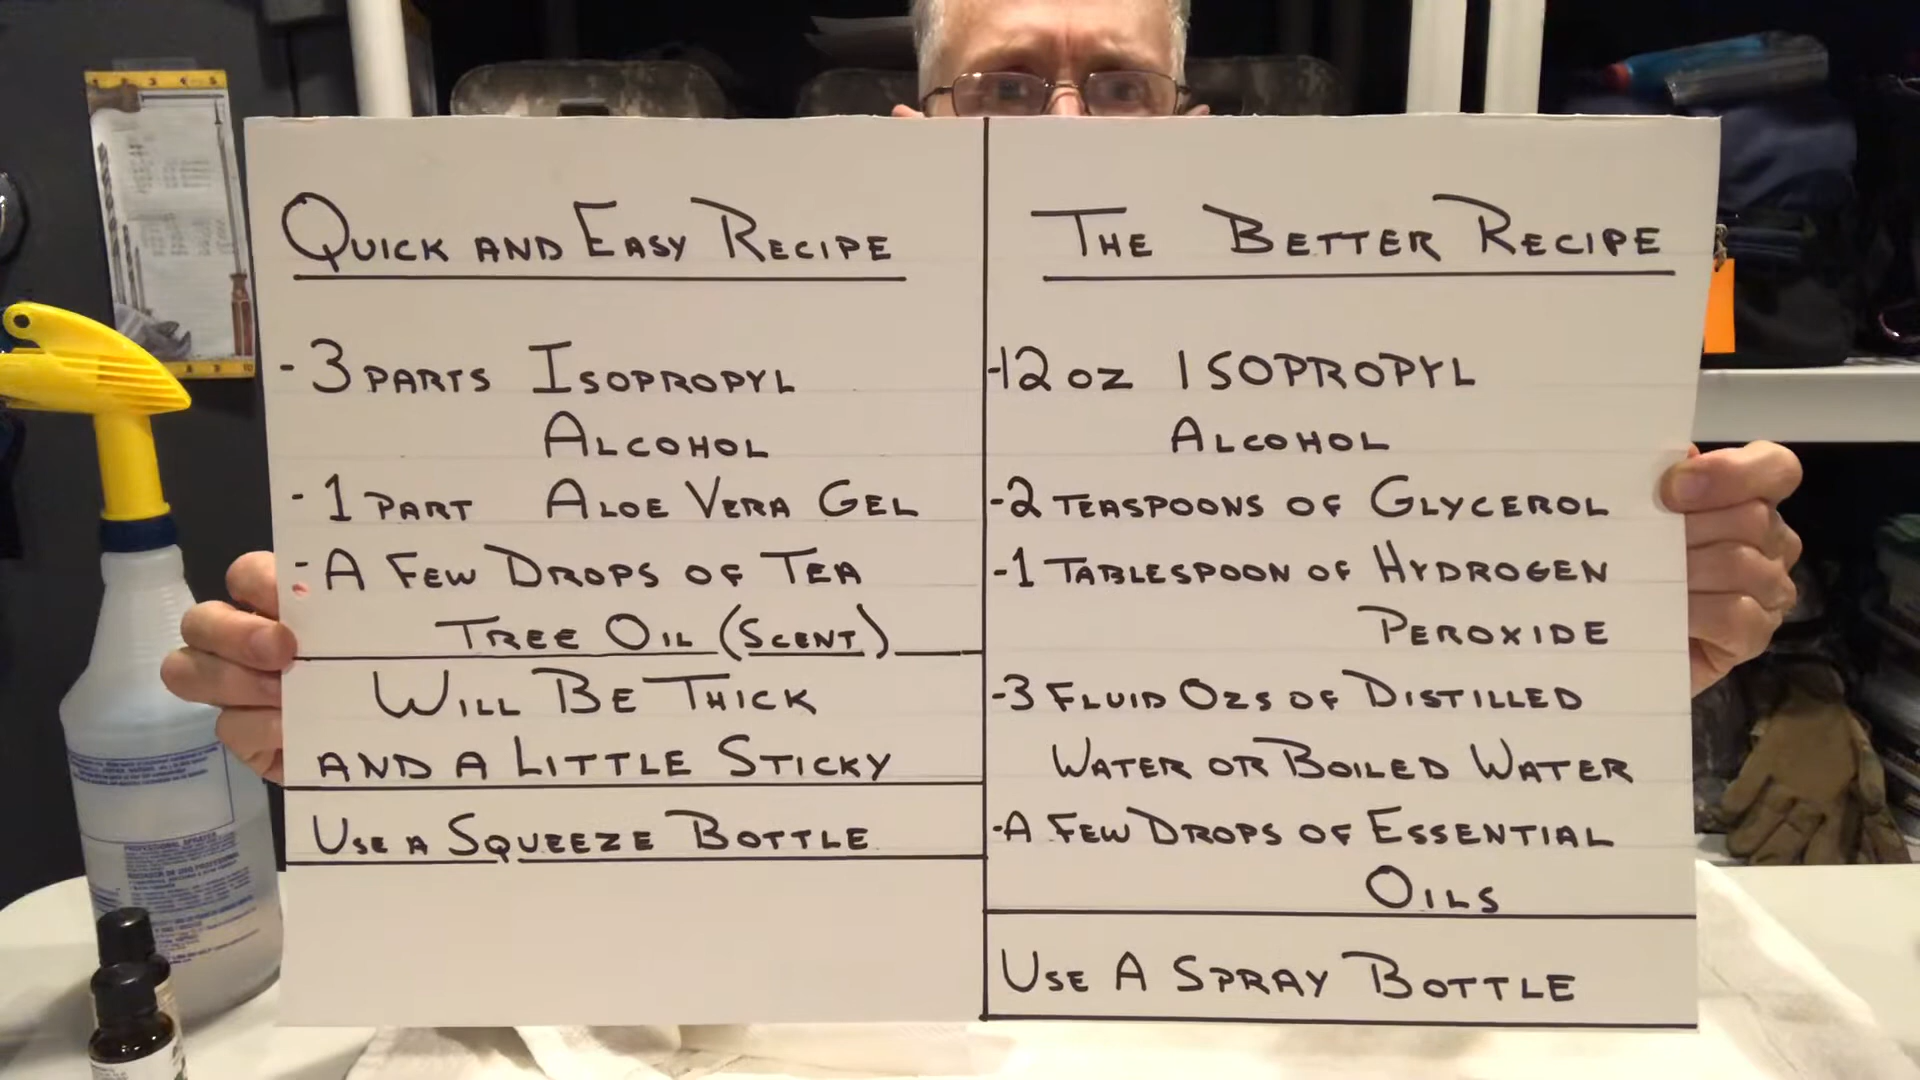 QUICK AND EASY RECIPE
- 3 PARTS ISOPROPYL
ALCOHOL
- 1 PART ALOE VERA GEL
- A FEW DROPS OF TEA
TREE OIL (SCENT)
WILL BE THICK
AND A LITTLE STICKY
USE A SQUEEZE BOTTLE
THE BETTER RECIPE
-12 OZ ISOPROPYL
ALCOHOL
-2 TEASPOONS OF GLYCEROL
-1 TABLESPOON OF HYDROGEN
PEROXIDE
-3 FLUID OZS OF DISTILLED
WATER OR BOILED WATER
-A FEW DROPS OF ESSENTIAL
OILS
USE A SPRAY BOTTLE
PROFESSIONAL SPRAYER